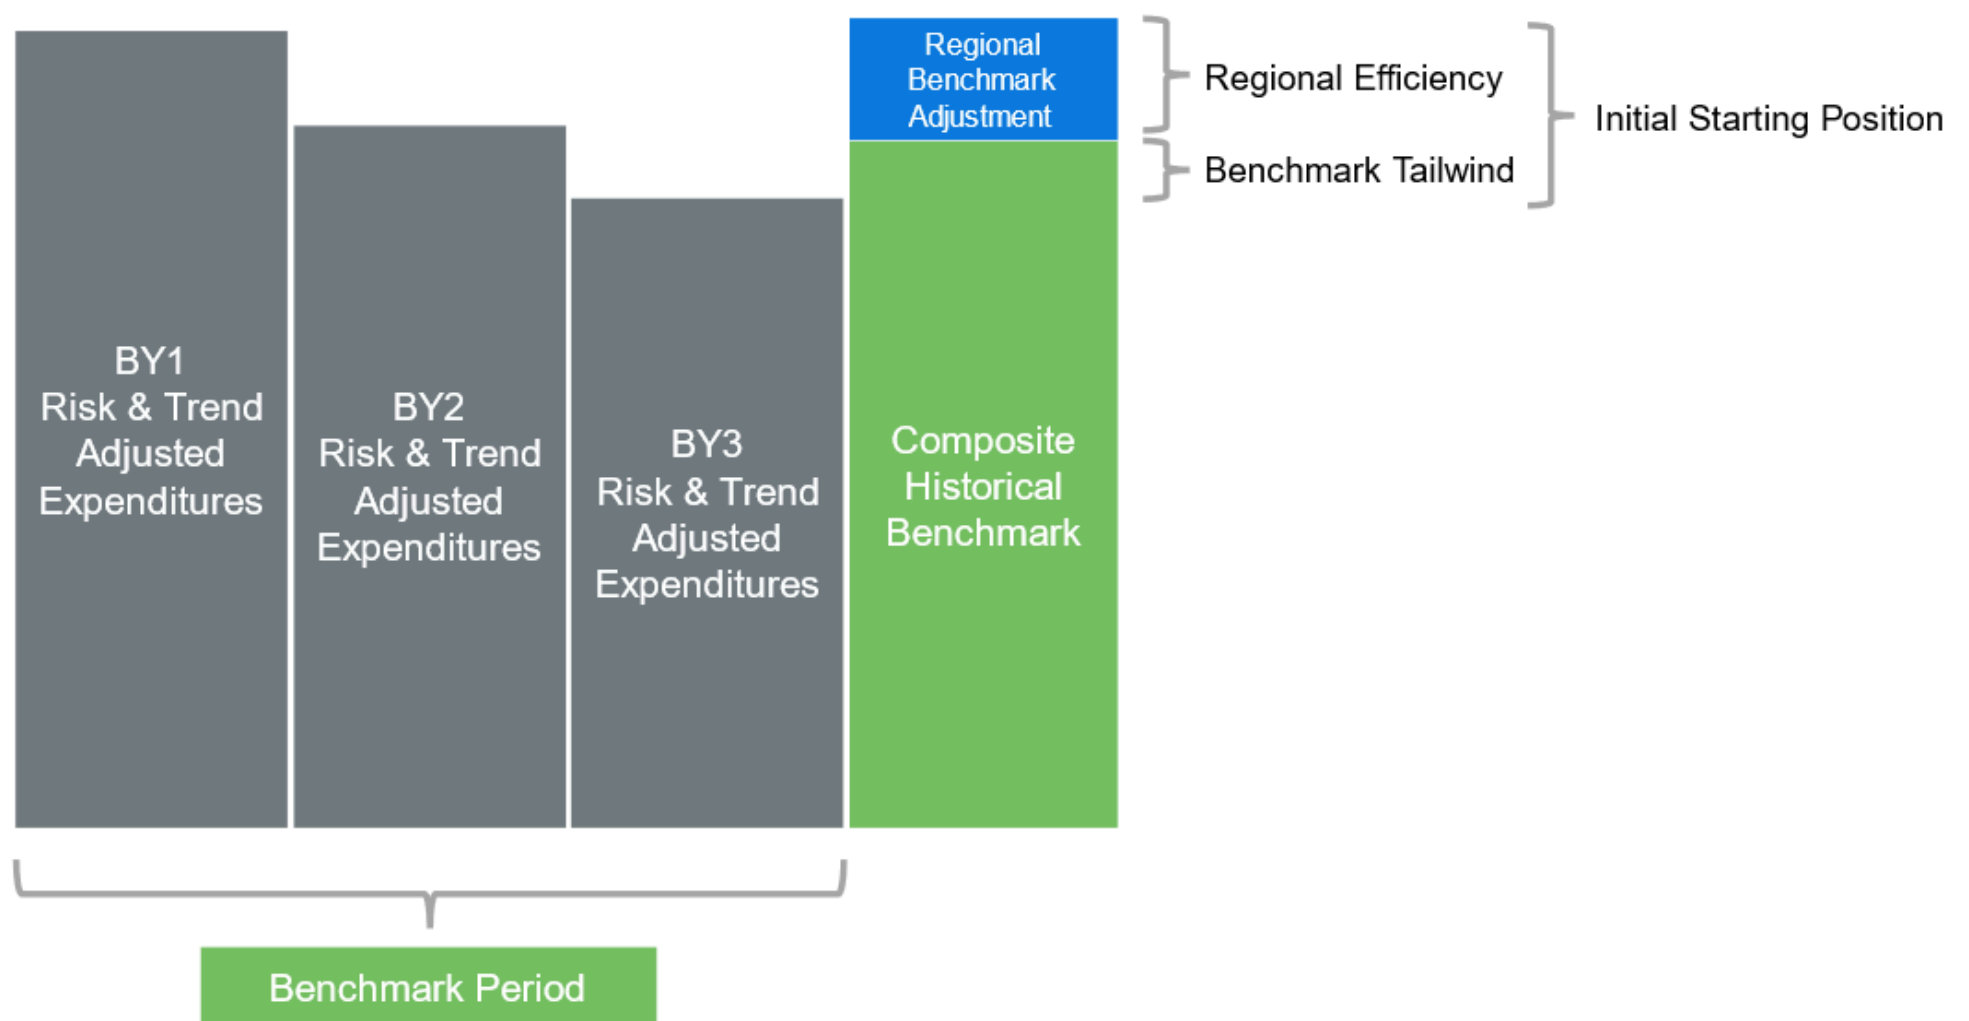 BY1
Risk & Trend
Adjusted
Expenditures
BY2
Risk & Trend
Adjusted
Expenditures
BY3
Risk & Trend
Adjusted
Expenditures
Regional
Benchmark
Adjustment
Composite
Historical
Benchmark
Regional Efficiency
Benchmark Tailwind
Initial Starting Position
Benchmark Period